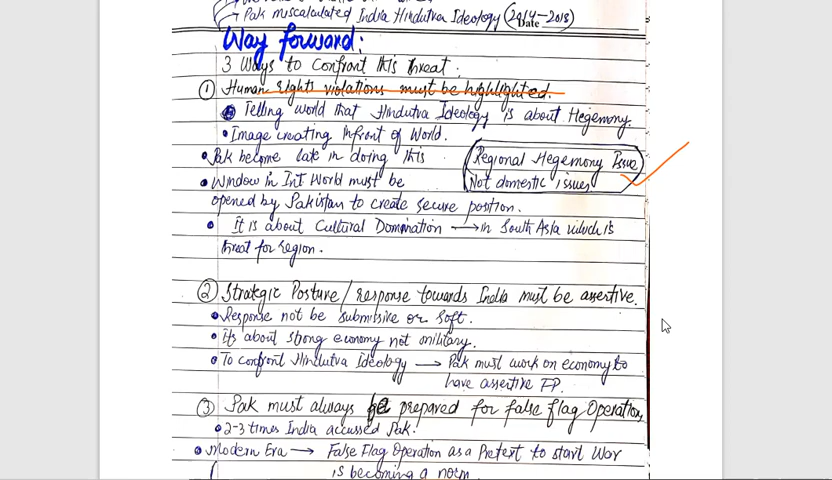 Pak miscalculated India Hindutva Ideology (2014-2018)
Date
Way forward:
3 Ways to Confront this threat.
① Human rights violations must be highlighted.
• Telling world that Hindutva Ideology is about Hegemony.
• Image creating infront of World.
• Pak become late in doing this
Regional Hegemony Issue
Not domestic issues
• Window in Int World must be
opened by Pakistan to create secure position.
• It is about Cultural Domination → in South Asia which is
threat for region.
② Strategic Posture/response towards India must be assertive.
• Response not be submissive or soft.
• Its about strong economy not military.
• To confront Hindutva Ideology → Pak must work on economy to
have assertive FP.
③ Pak must always be prepared for false flag Operation,
• 2-3 times India accussed Pak.
• Modern Era → False Flag Operation as a Pretext to start War
is becoming a norm